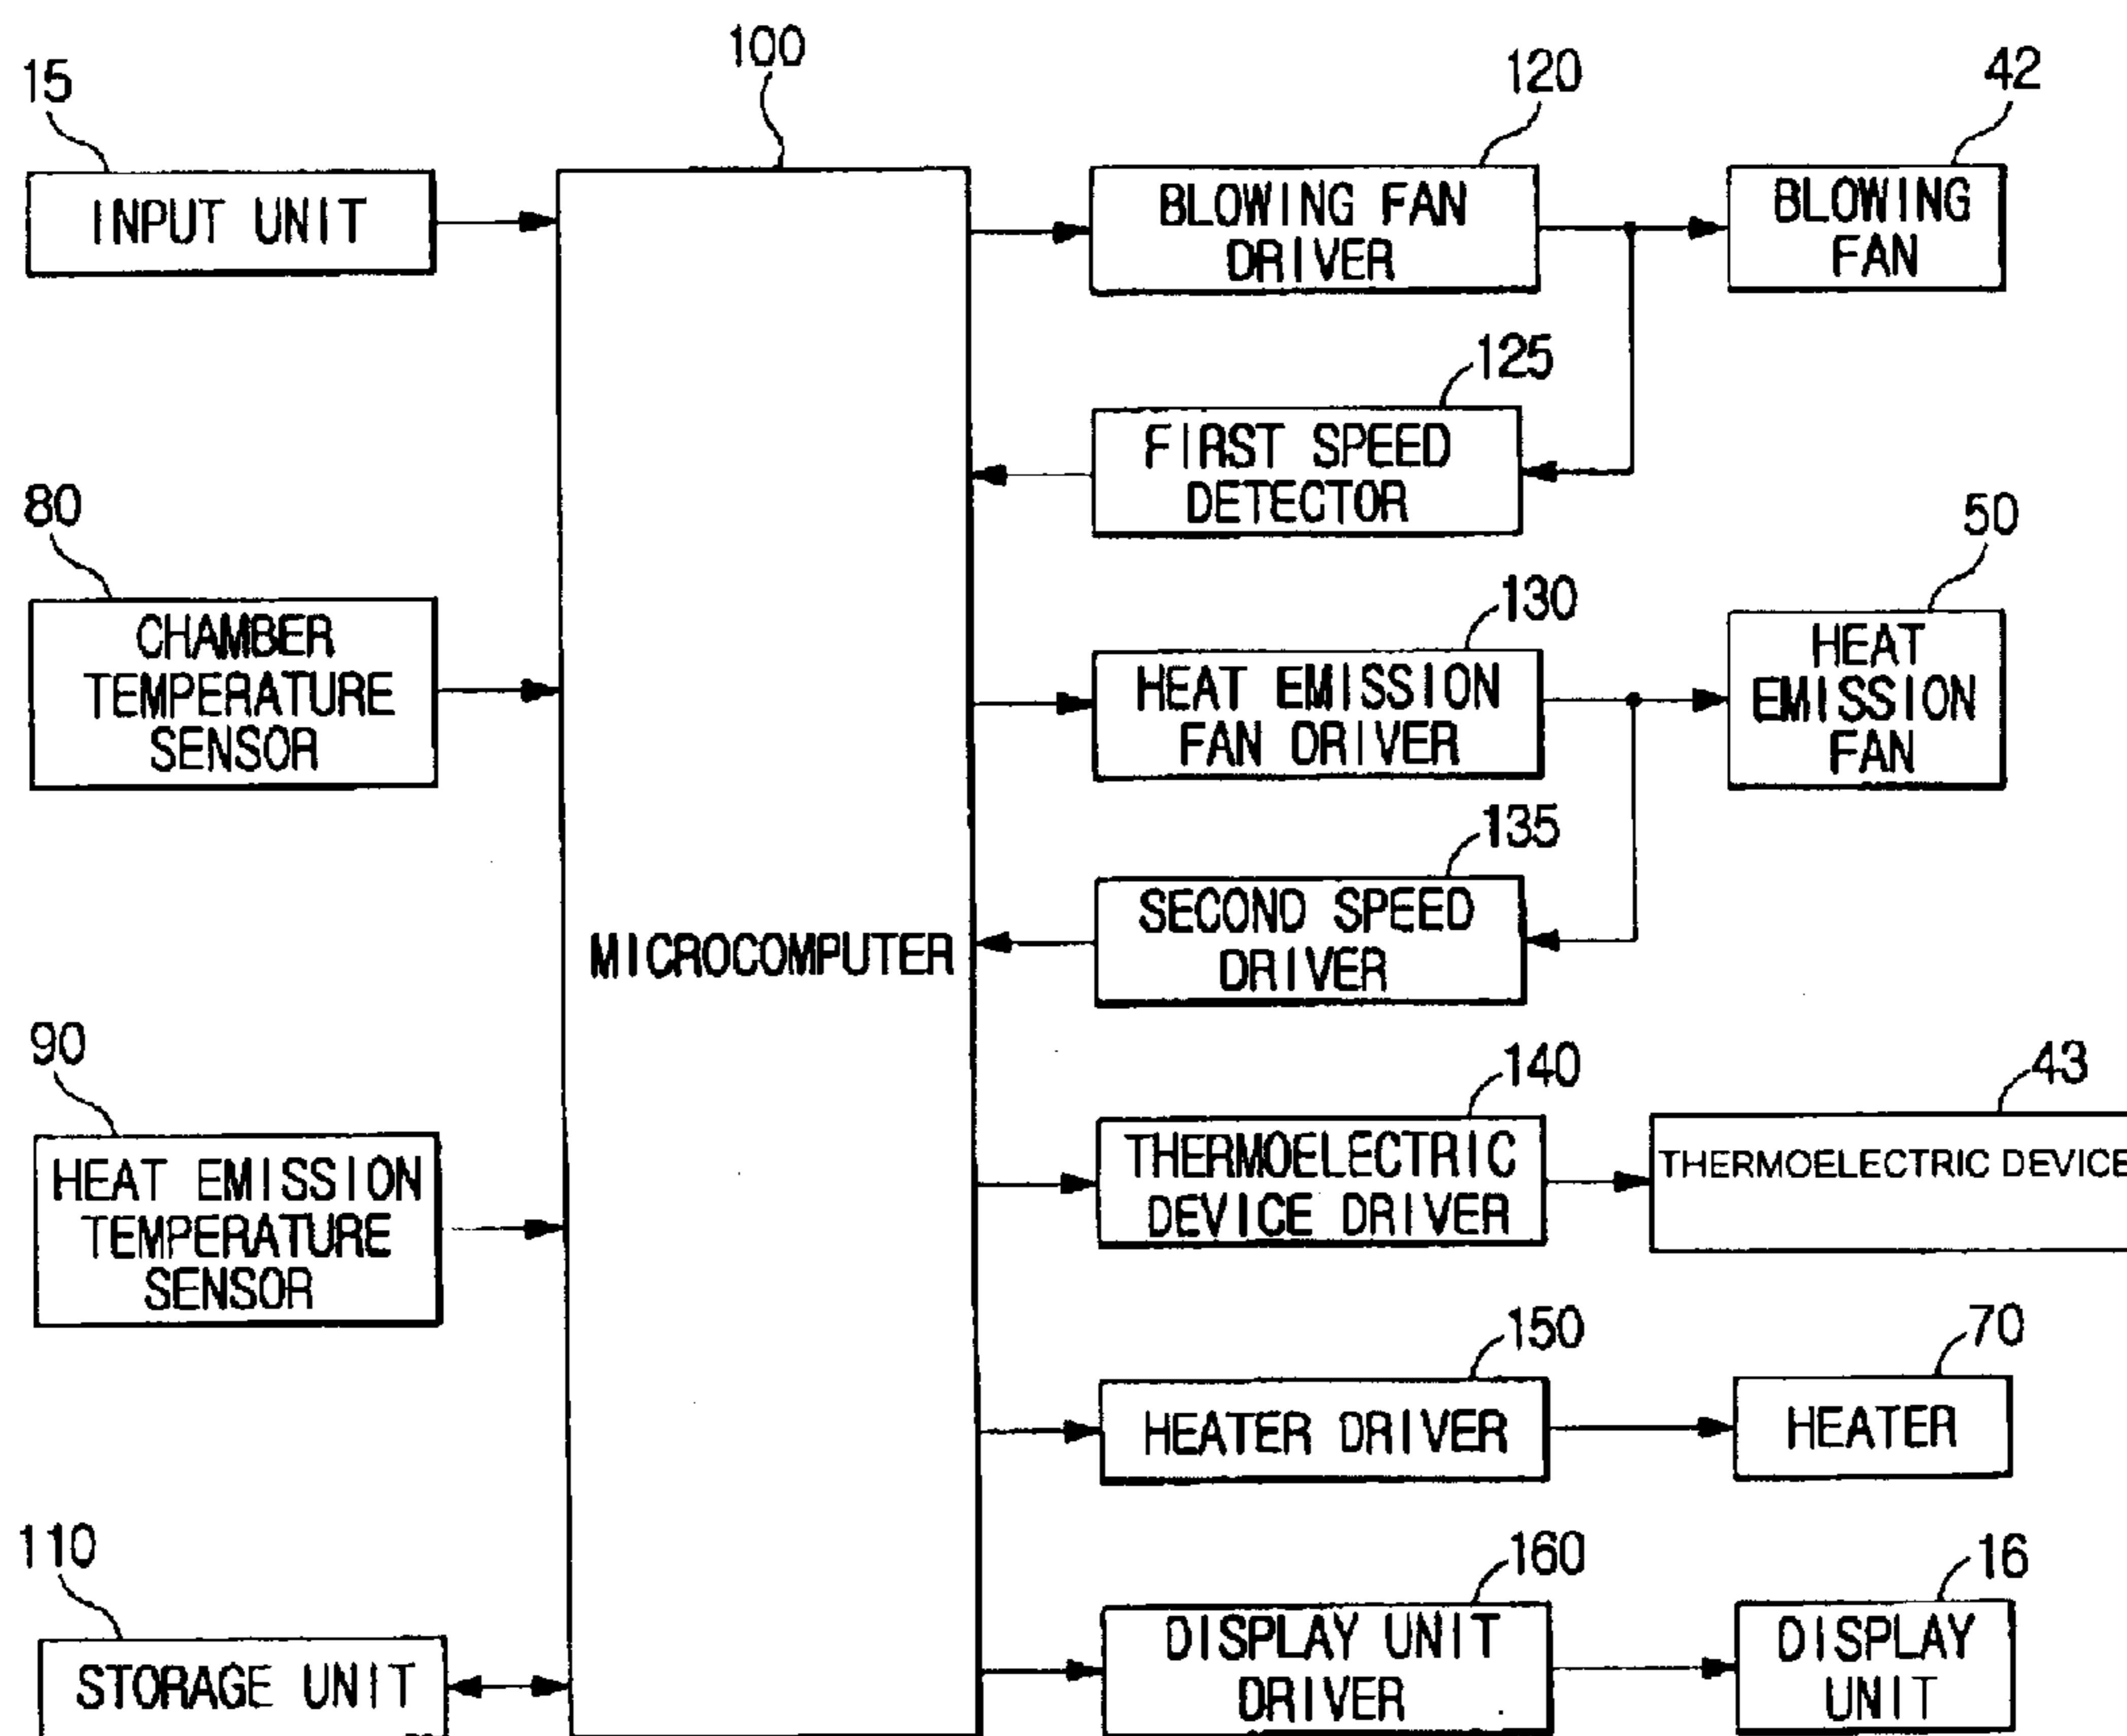 100
15
120
42
INPUT UNIT
BLOWING FAN
DRIVER
BLOWING
FAN
125
FIRST SPEED
DETECTOR
80
50
CHAMBER
TEMPERATURE
SENSOR
130
HEAT EMISSION
FAN DRIVER
HEAT
EMISSION
FAN
135
SECOND SPEED
DRIVER
MICROCOMPUTER
90
140
43
HEAT EMISSION
TEMPERATURE
SENSOR
THERMOELECTRIC
DEVICE DRIVER
THERMOELECTRIC DEVICE
150
70
HEATER DRIVER
HEATER
110
160
16
STORAGE UNIT
DISPLAY UNIT
DRIVER
DISPLAY
UNIT